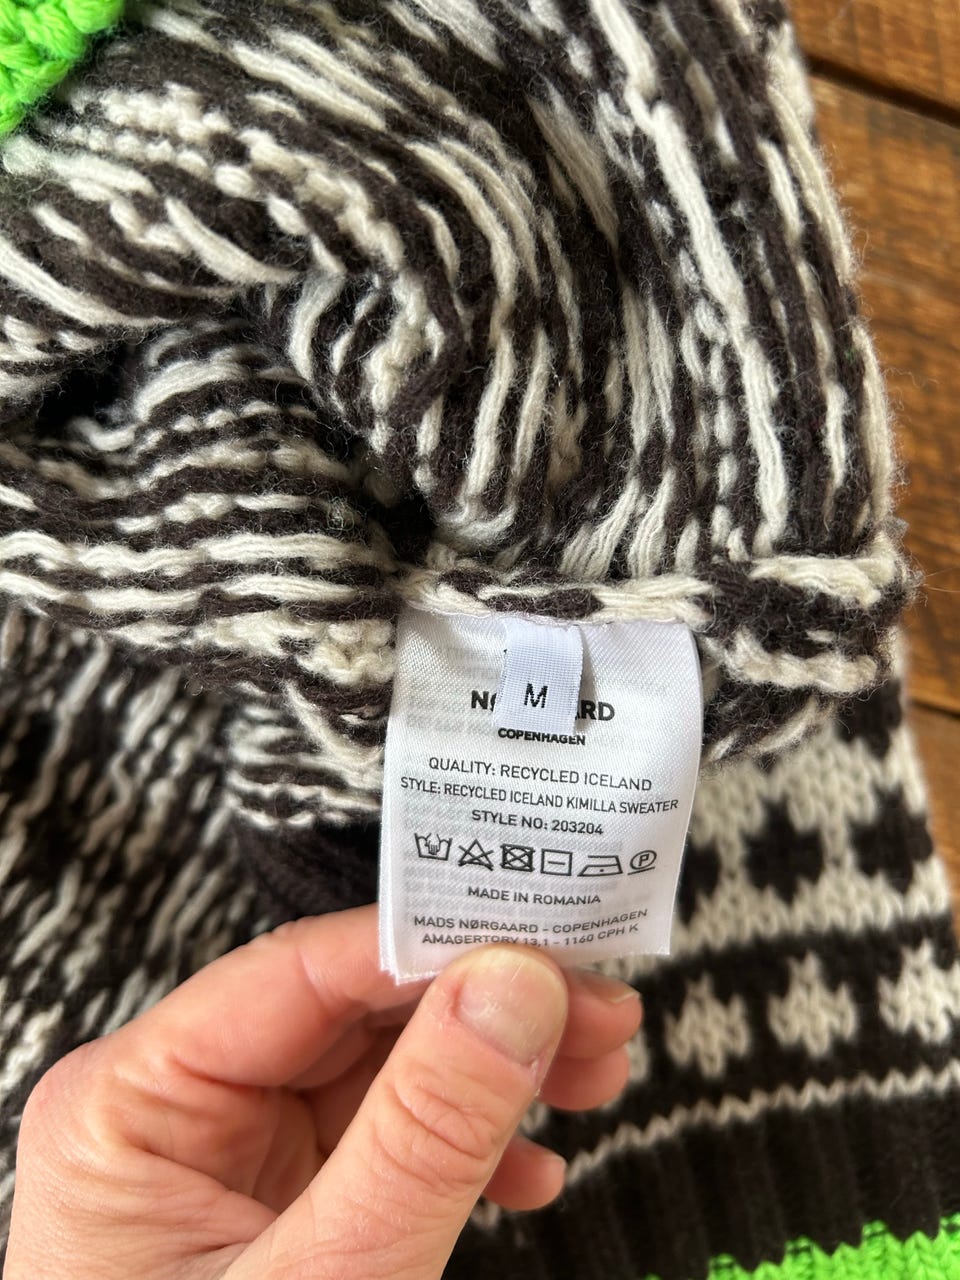 M
COPENHAGEN
QUALITY: RECYCLED ICELAND
STYLE: RECYCLED ICELAND KIMILLA SWEATER
STYLE NO: 203204
P
MADE IN ROMANIA
MADS NØRGAARD - COPENHAGEN
AMAGERTORV 13,1 - 1160 CPH K